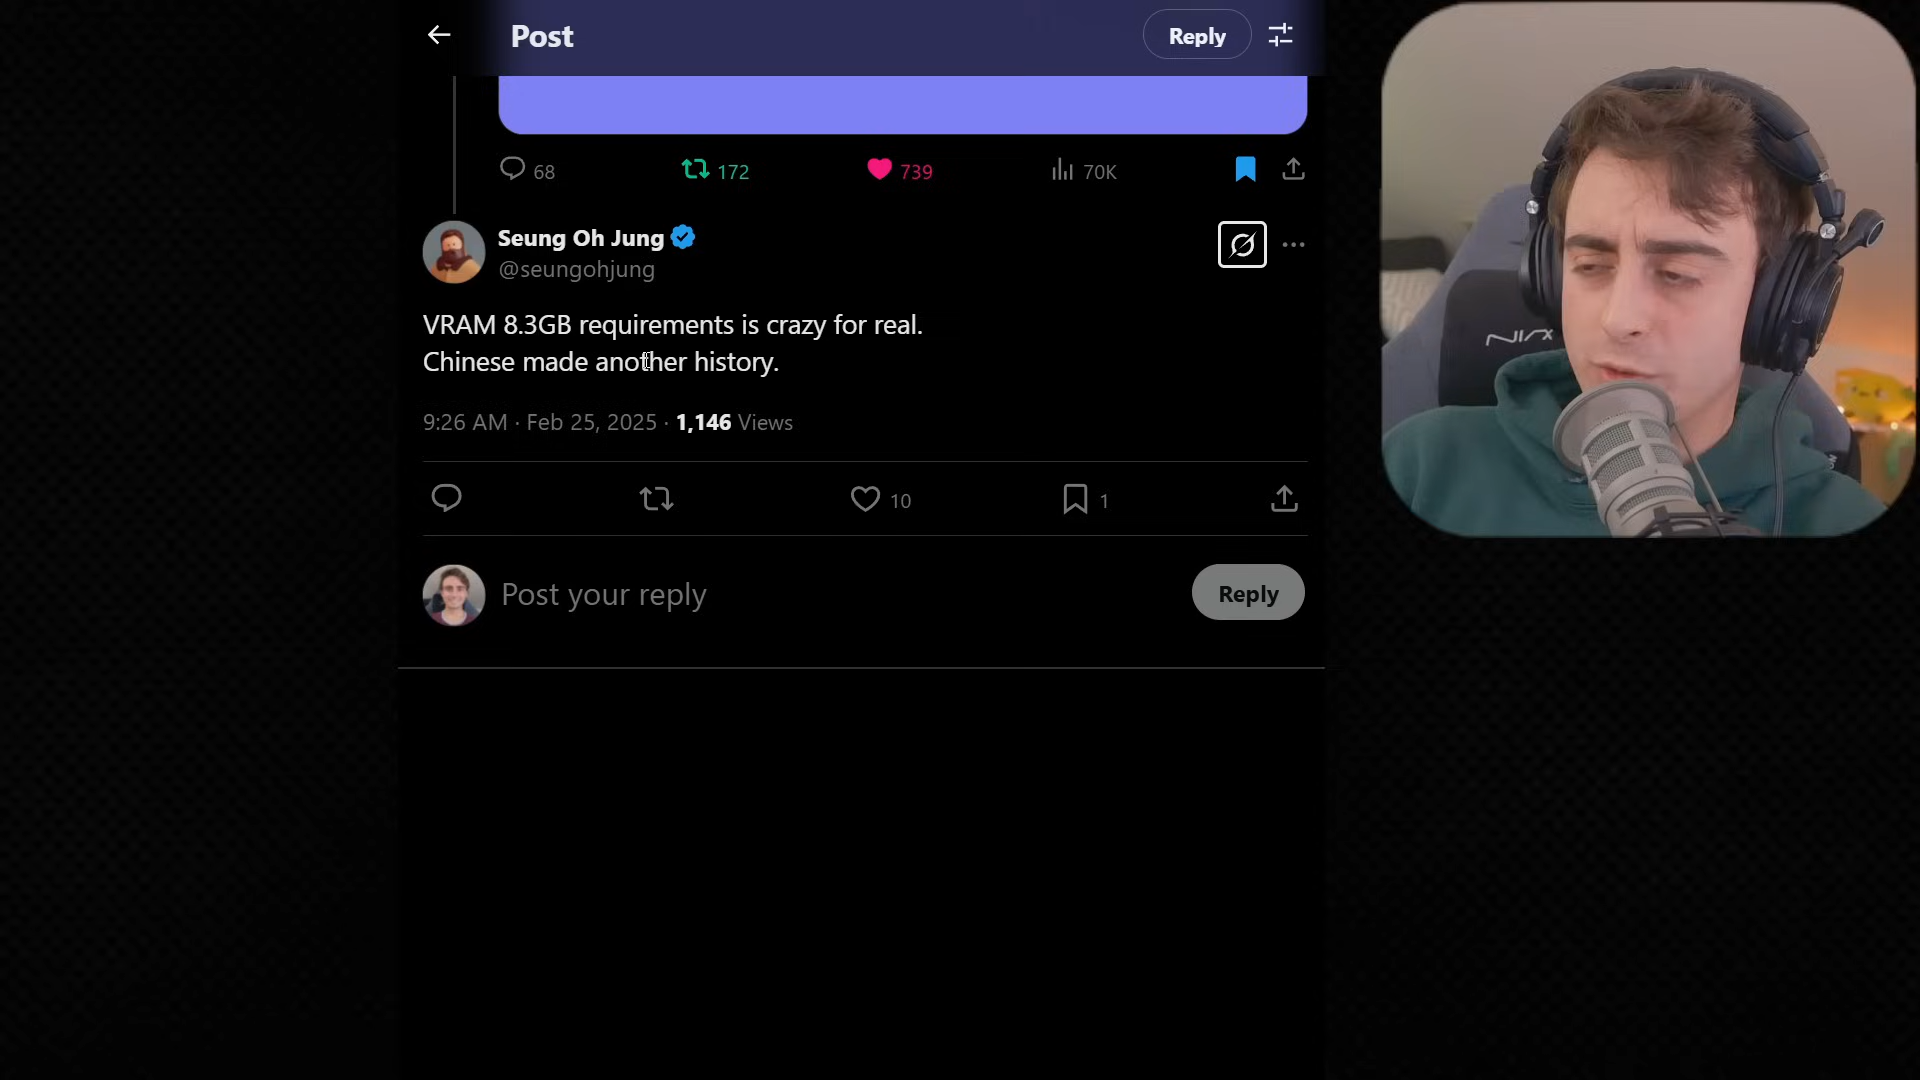 Post
Reply
68
172
739
70K
Seung Oh Jung
@seungohjung
VRAM 8.3GB requirements is crazy for real.
Chinese made another history.
9:26 AM · Feb 25, 2025 · 1,146 Views
10
1
Post your reply
Reply